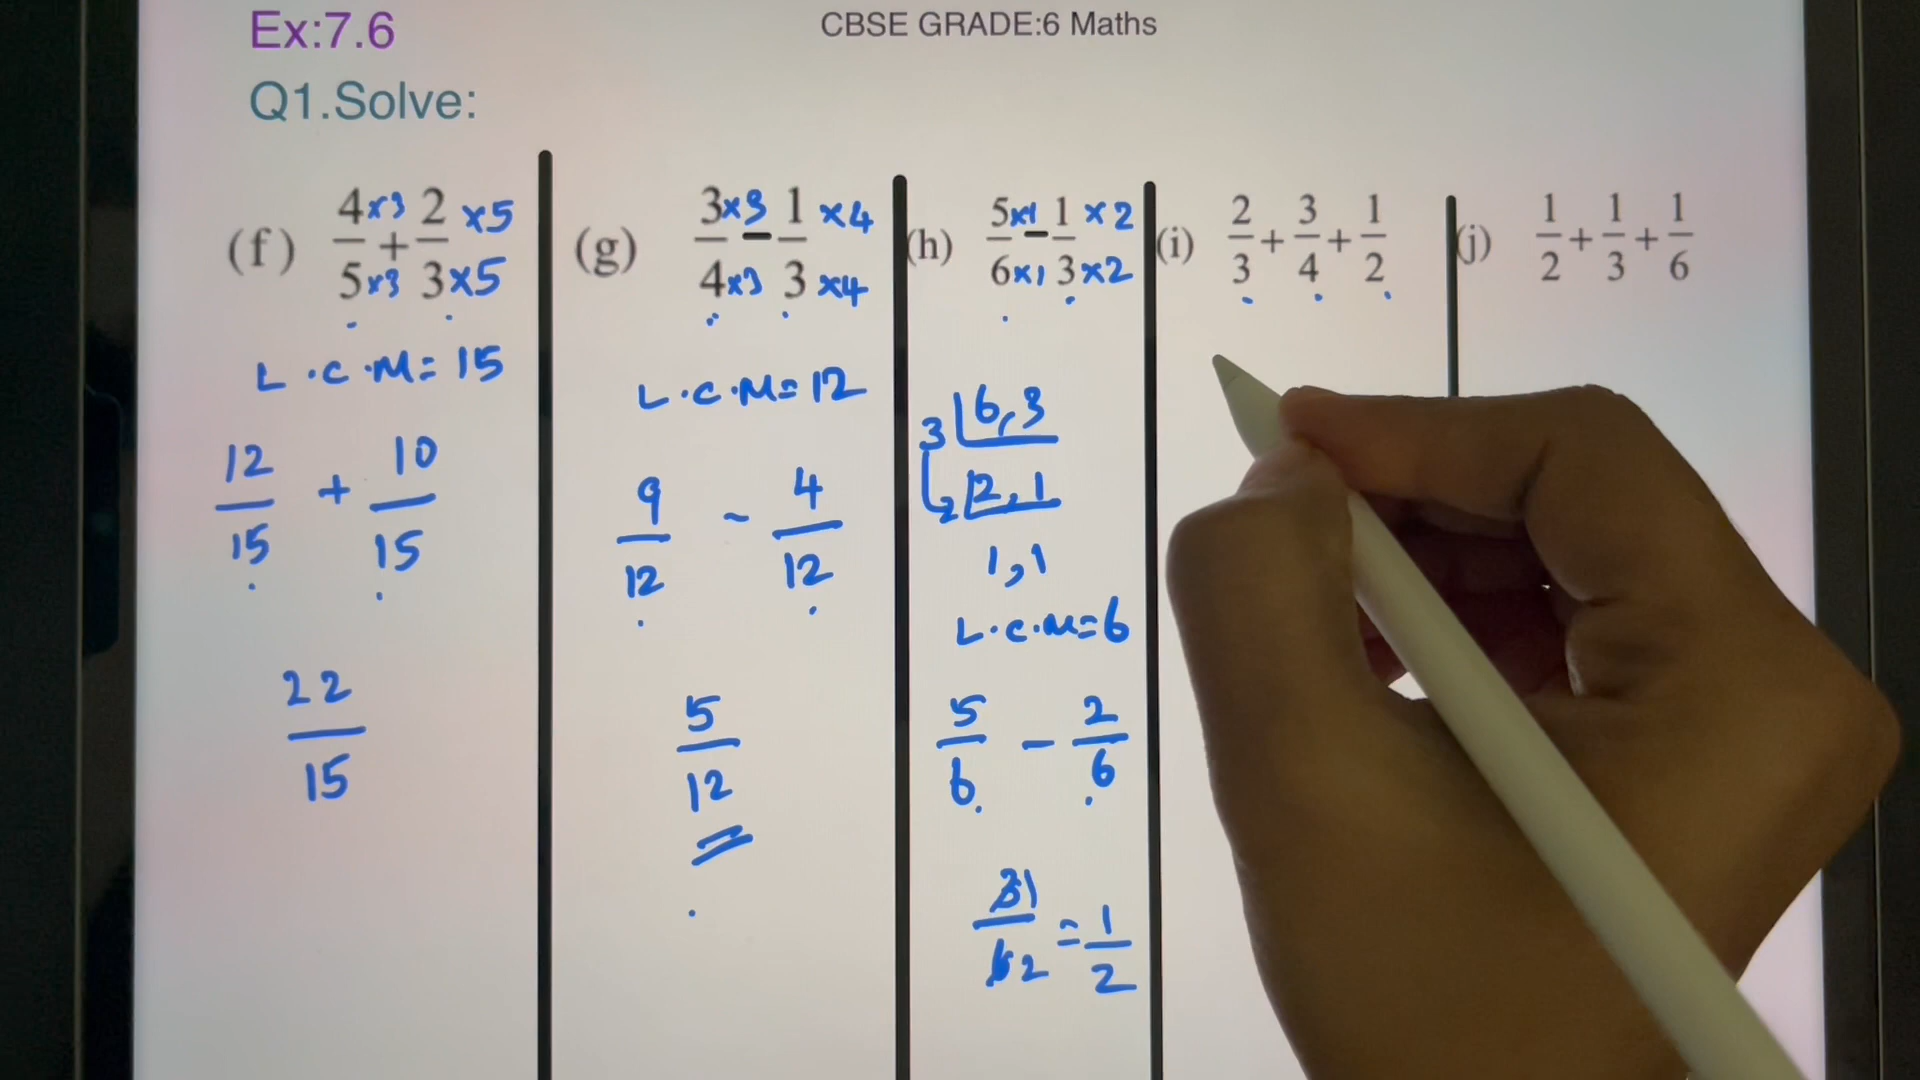 Ex:7.6
CBSE GRADE:6 Maths
Q1.Solve:
(f) 4×3/5×3 + 2×5/3×5
L.C.M=15
12/15 + 10/15
22/15
(g) 3×3/4×3 - 1×4/3×4
L.C.M=12
9/12 - 4/12
5/12
(h) 5×1/6×1 - 1×2/3×2
3 6,3
2 2,1
1,1
L.C.M=6
5/6 - 2/6
31/62 = 1/2
(i) 2/3 + 3/4 + 1/2
(j) 1/2 + 1/3 + 1/6